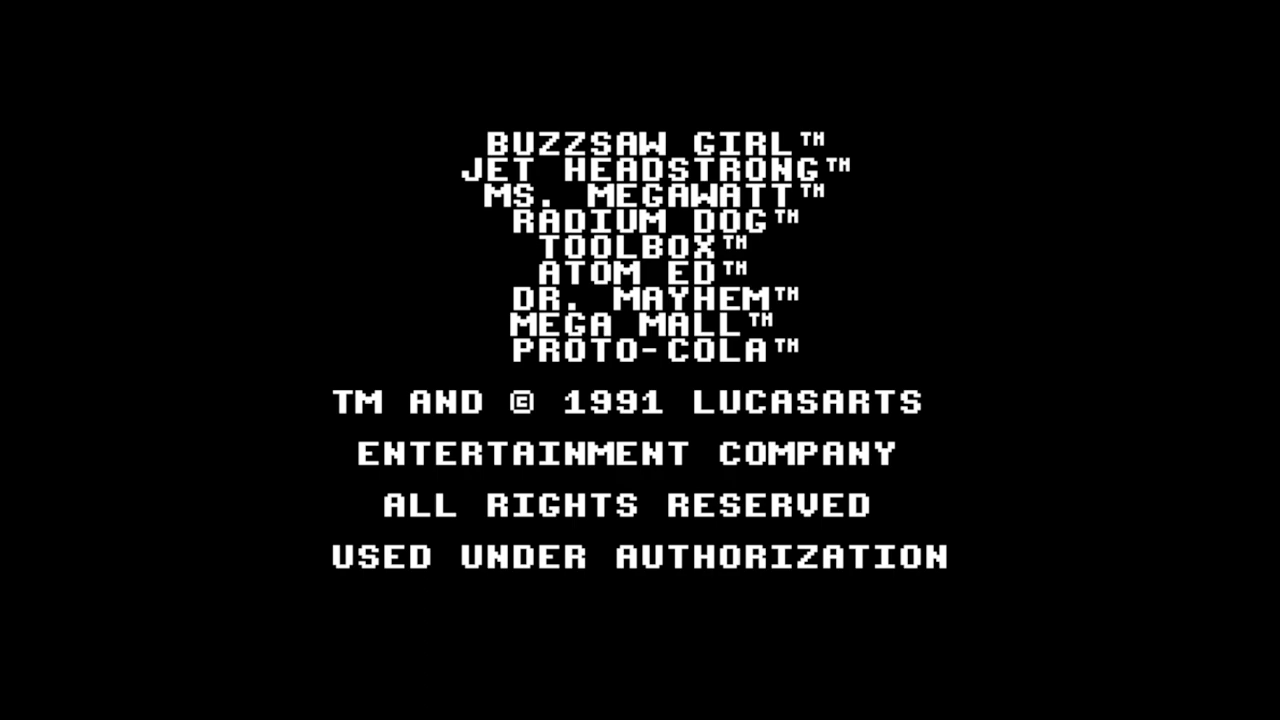 BUZZSAW GIRL™
JET HEADSTRONG™
MS. MEGAWATT™
RADIUM DOG™
TOOLBOX™
ATOM ED™
DR. MAYHEM™
MEGA MALL™
PROTO-COLA™
TM AND © 1991 LUCASARTS
ENTERTAINMENT COMPANY
ALL RIGHTS RESERVED
USED UNDER AUTHORIZATION